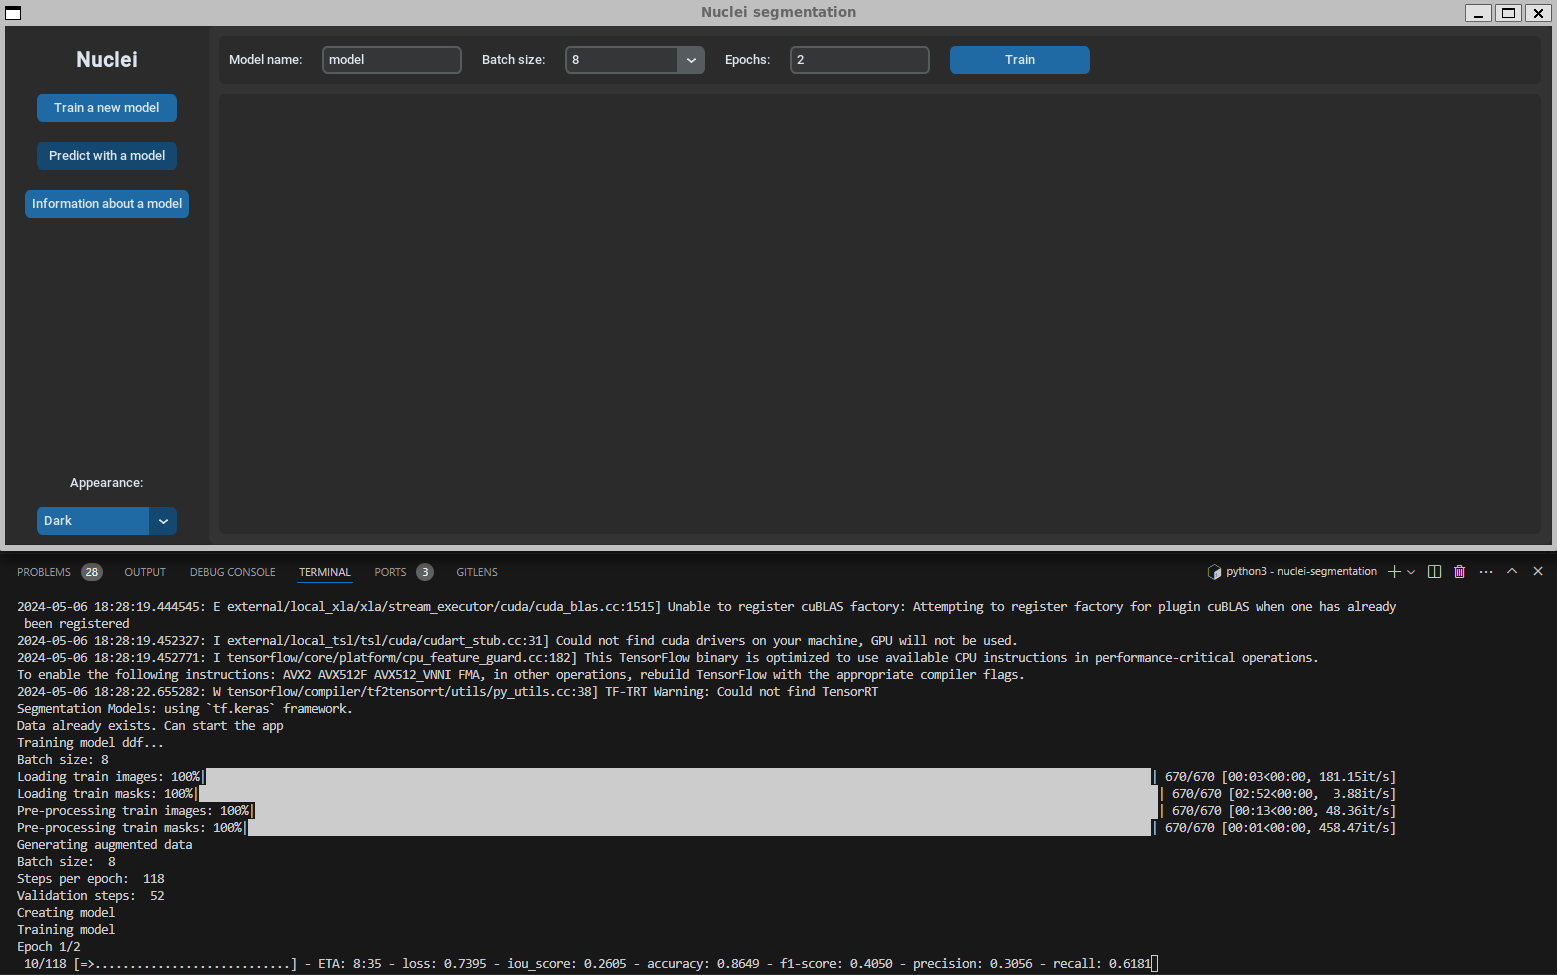 Nuclei segmentation
Nuclei
Train a new model
Predict with a model
Information about a model
Appearance:
Dark
Model name: model Batch size: 8 Epochs: 2 Train
PROBLEMS 28 OUTPUT DEBUG CONSOLE TERMINAL PORTS 3 GITLENS python3 - nuclei-segmentation
2024-05-06 18:28:19.444545: E external/local_xla/xla/stream_executor/cuda/cuda_blas.cc:1515] Unable to register cuBLAS factory: Attempting to register factory for plugin cuBLAS when one has already
been registered
2024-05-06 18:28:19.452327: I external/local_tsl/tsl/cuda/cudart_stub.cc:31] Could not find cuda drivers on your machine, GPU will not be used.
2024-05-06 18:28:19.452771: I tensorflow/core/platform/cpu_feature_guard.cc:182] This TensorFlow binary is optimized to use available CPU instructions in performance-critical operations.
To enable the following instructions: AVX2 AVX512F AVX512_VNNI FMA, in other operations, rebuild TensorFlow with the appropriate compiler flags.
2024-05-06 18:28:22.655282: W tensorflow/compiler/tf2tensorrt/utils/py_utils.cc:38] TF-TRT Warning: Could not find TensorRT
Segmentation Models: using `tf.keras` framework.
Data already exists. Can start the app
Training model ddf...
Batch size: 8
Loading train images: 100%| | 670/670 [00:03<00:00, 181.15it/s]
Loading train masks: 100%| | 670/670 [02:52<00:00, 3.88it/s]
Pre-processing train images: 100%| | 670/670 [00:13<00:00, 48.36it/s]
Pre-processing train masks: 100%| | 670/670 [00:01<00:00, 458.47it/s]
Generating augmented data
Batch size: 8
Steps per epoch: 118
Validation steps: 52
Creating model
Training model
Epoch 1/2
10/118 [=>............................] - ETA: 8:35 - loss: 0.7395 - iou_score: 0.2605 - accuracy: 0.8649 - f1-score: 0.4050 - precision: 0.3056 - recall: 0.6181